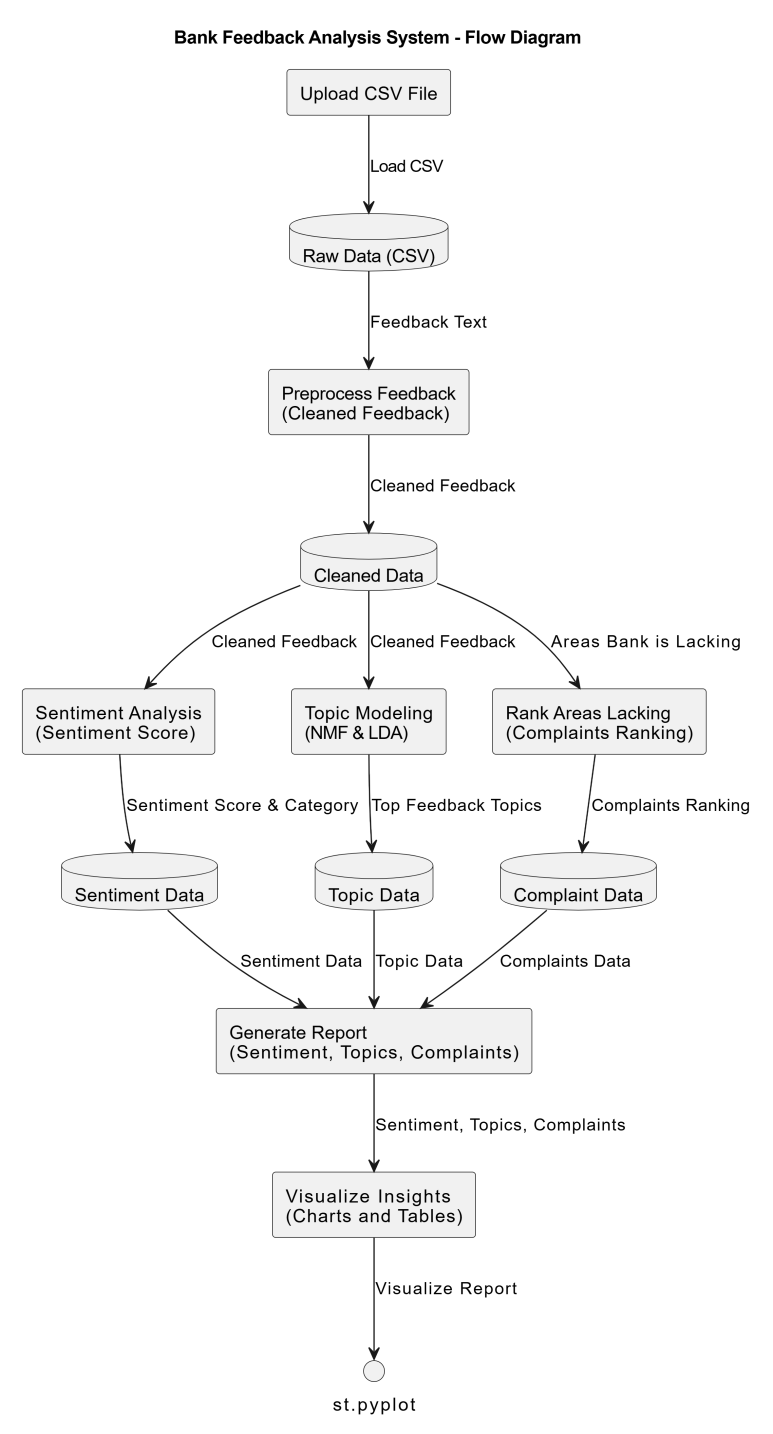 Bank Feedback Analysis System - Flow Diagram
Upload CSV File
Load CSV
Raw Data (CSV)
Feedback Text
Preprocess Feedback
(Cleaned Feedback)
Cleaned Feedback
Cleaned Data
Cleaned Feedback
Cleaned Feedback
Areas Bank is Lacking
Sentiment Analysis
(Sentiment Score)
Topic Modeling
(NMF & LDA)
Rank Areas Lacking
(Complaints Ranking)
Sentiment Score & Category
Top Feedback Topics
Complaints Ranking
Sentiment Data
Topic Data
Complaint Data
Sentiment Data
Topic Data
Complaints Data
Generate Report
(Sentiment, Topics, Complaints)
Sentiment, Topics, Complaints
Visualize Insights
(Charts and Tables)
Visualize Report
st.pyplot